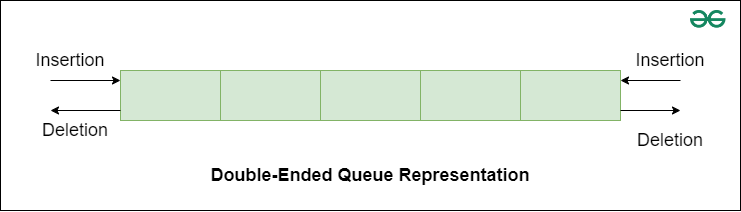 Insertion
Insertion
Deletion
Deletion
Double-Ended Queue Representation